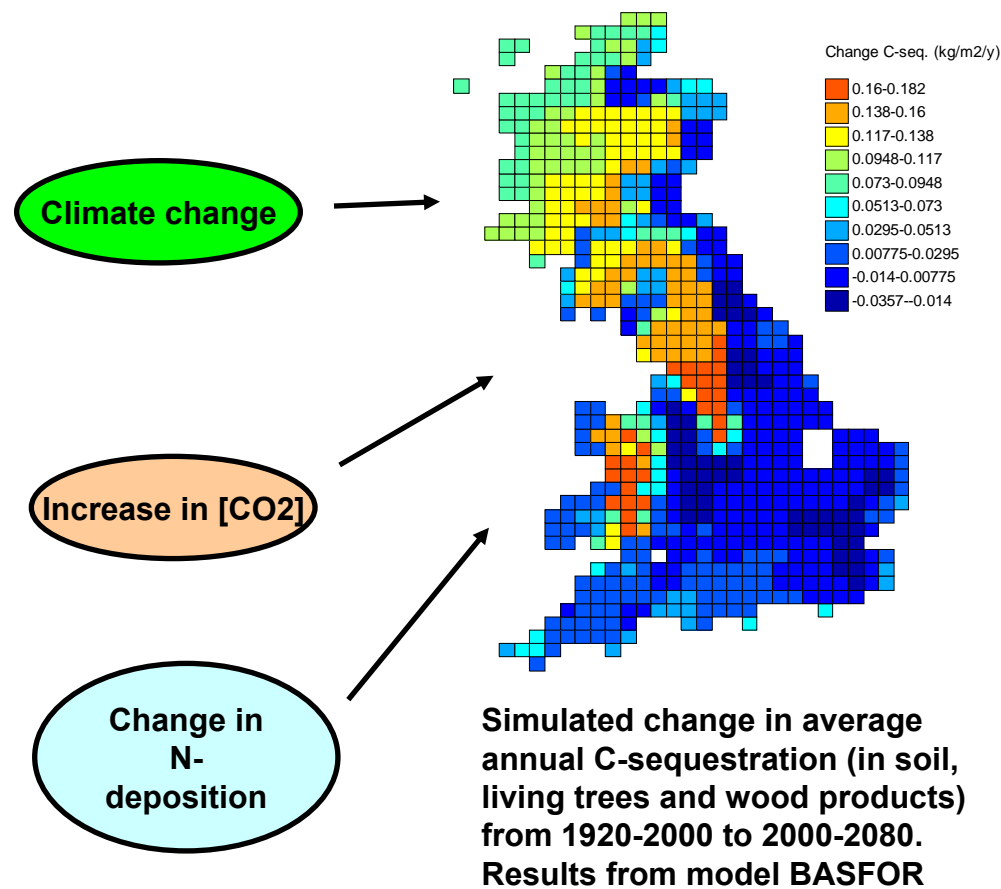 Change C-seq. (kg/m2/y)
0.16-0.182
0.138-0.16
0.117-0.138
0.0948-0.117
0.073-0.0948
0.0513-0.073
0.0295-0.0513
0.00775-0.0295
-0.014-0.00775
-0.0357--0.014
Climate change
Increase in [CO2]
Change in
N-
deposition
Simulated change in average
annual C-sequestration (in soil,
living trees and wood products)
from 1920-2000 to 2000-2080.
Results from model BASFOR